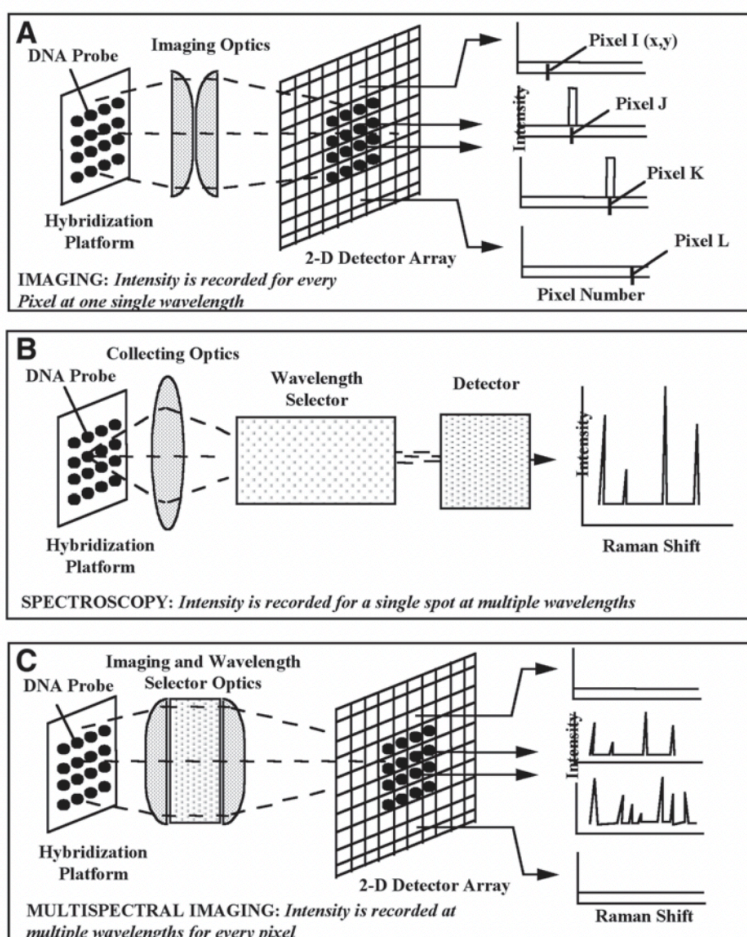 A
DNA Probe
Imaging Optics
Hybridization
Platform
2-D Detector Array
Intensity
Pixel I (x,y)
Pixel J
Pixel K
Pixel L
Pixel Number
IMAGING: Intensity is recorded for every
Pixel at one single wavelength
B
DNA Probe
Collecting Optics
Wavelength
Selector
Detector
Hybridization
Platform
Intensity
Raman Shift
SPECTROSCOPY: Intensity is recorded for a single spot at multiple wavelengths
C
DNA Probe
Imaging and Wavelength
Selector Optics
Hybridization
Platform
2-D Detector Array
Intensity
Raman Shift
MULTISPECTRAL IMAGING: Intensity is recorded at
multiple wavelengths for every pixel